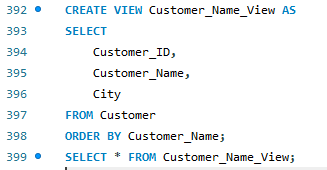 392 CREATE VIEW Customer_Name_View AS
393 SELECT
394 Customer_ID,
395 Customer_Name,
396 City
397 FROM Customer
398 ORDER BY Customer_Name;
399 SELECT * FROM Customer_Name_View;